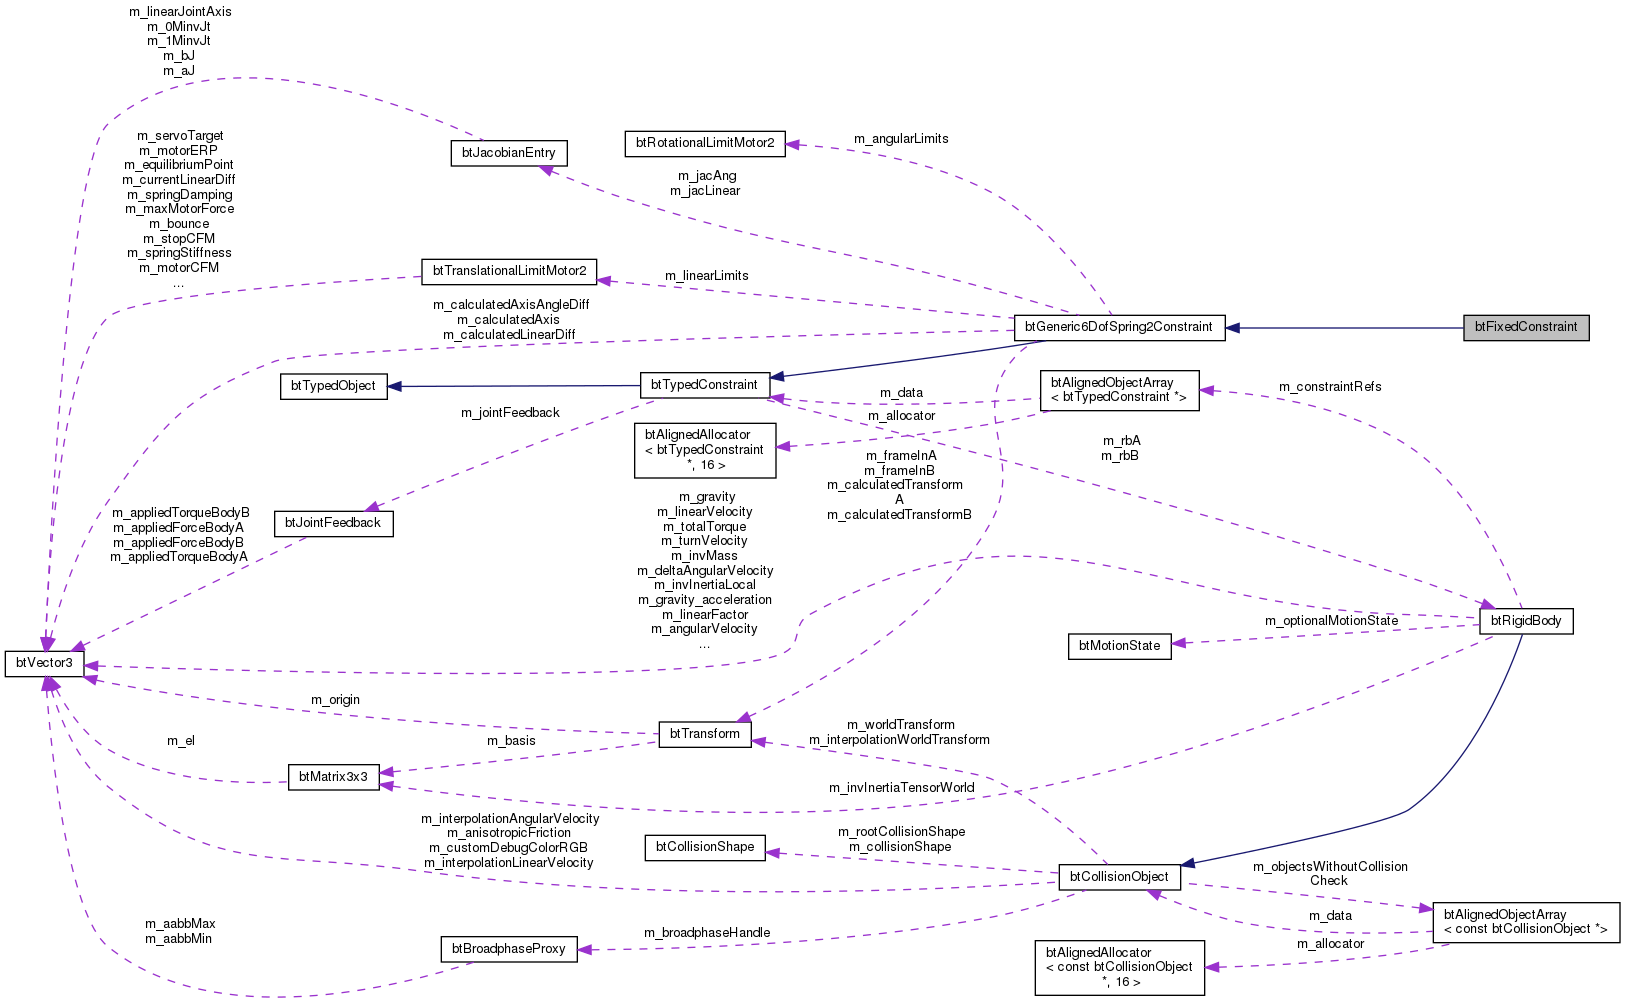 m_linearJointAxis
m_0MinvJt
m_1MinvJt
m_bJ
m_aJ
m_servoTarget
m_motorERP
m_equilibriumPoint
m_currentLinearDiff
m_springDamping
m_maxMotorForce
m_bounce
m_stopCFM
m_springStiffness
m_motorCFM
...
btJacobianEntry
btRotationalLimitMotor2
m_angularLimits
m_jacAng
m_jacLinear
btTranslationalLimitMotor2
m_linearLimits
m_calculatedAxisAngleDiff
m_calculatedAxis
m_calculatedLinearDiff
btGeneric6DofSpring2Constraint
btFixedConstraint
btTypedObject
btTypedConstraint
m_data
btAlignedObjectArray
< btTypedConstraint *>
m_constraintRefs
m_jointFeedback
m_allocator
btAlignedAllocator
< btTypedConstraint
*, 16 >
m_rbA
m_rbB
m_frameInA
m_frameInB
m_calculatedTransform
A
m_calculatedTransformB
m_appliedTorqueBodyB
m_appliedForceBodyA
m_appliedForceBodyB
m_appliedTorqueBodyA
btJointFeedback
m_gravity
m_linearVelocity
m_totalTorque
m_turnVelocity
m_invMass
m_deltaAngularVelocity
m_invInertiaLocal
m_gravity_acceleration
m_linearFactor
m_angularVelocity
...
btRigidBody
m_optionalMotionState
btMotionState
btVector3
m_origin
btTransform
m_worldTransform
m_interpolationWorldTransform
m_el
m_basis
btMatrix3x3
m_invInertiaTensorWorld
m_interpolationAngularVelocity
m_anisotropicFriction
m_customDebugColorRGB
m_interpolationLinearVelocity
btCollisionShape
m_rootCollisionShape
m_collisionShape
btCollisionObject
m_objectsWithoutCollision
Check
m_aabbMax
m_aabbMin
btBroadphaseProxy
m_broadphaseHandle
m_data
btAlignedObjectArray
< const btCollisionObject *>
m_allocator
btAlignedAllocator
< const btCollisionObject
*, 16 >